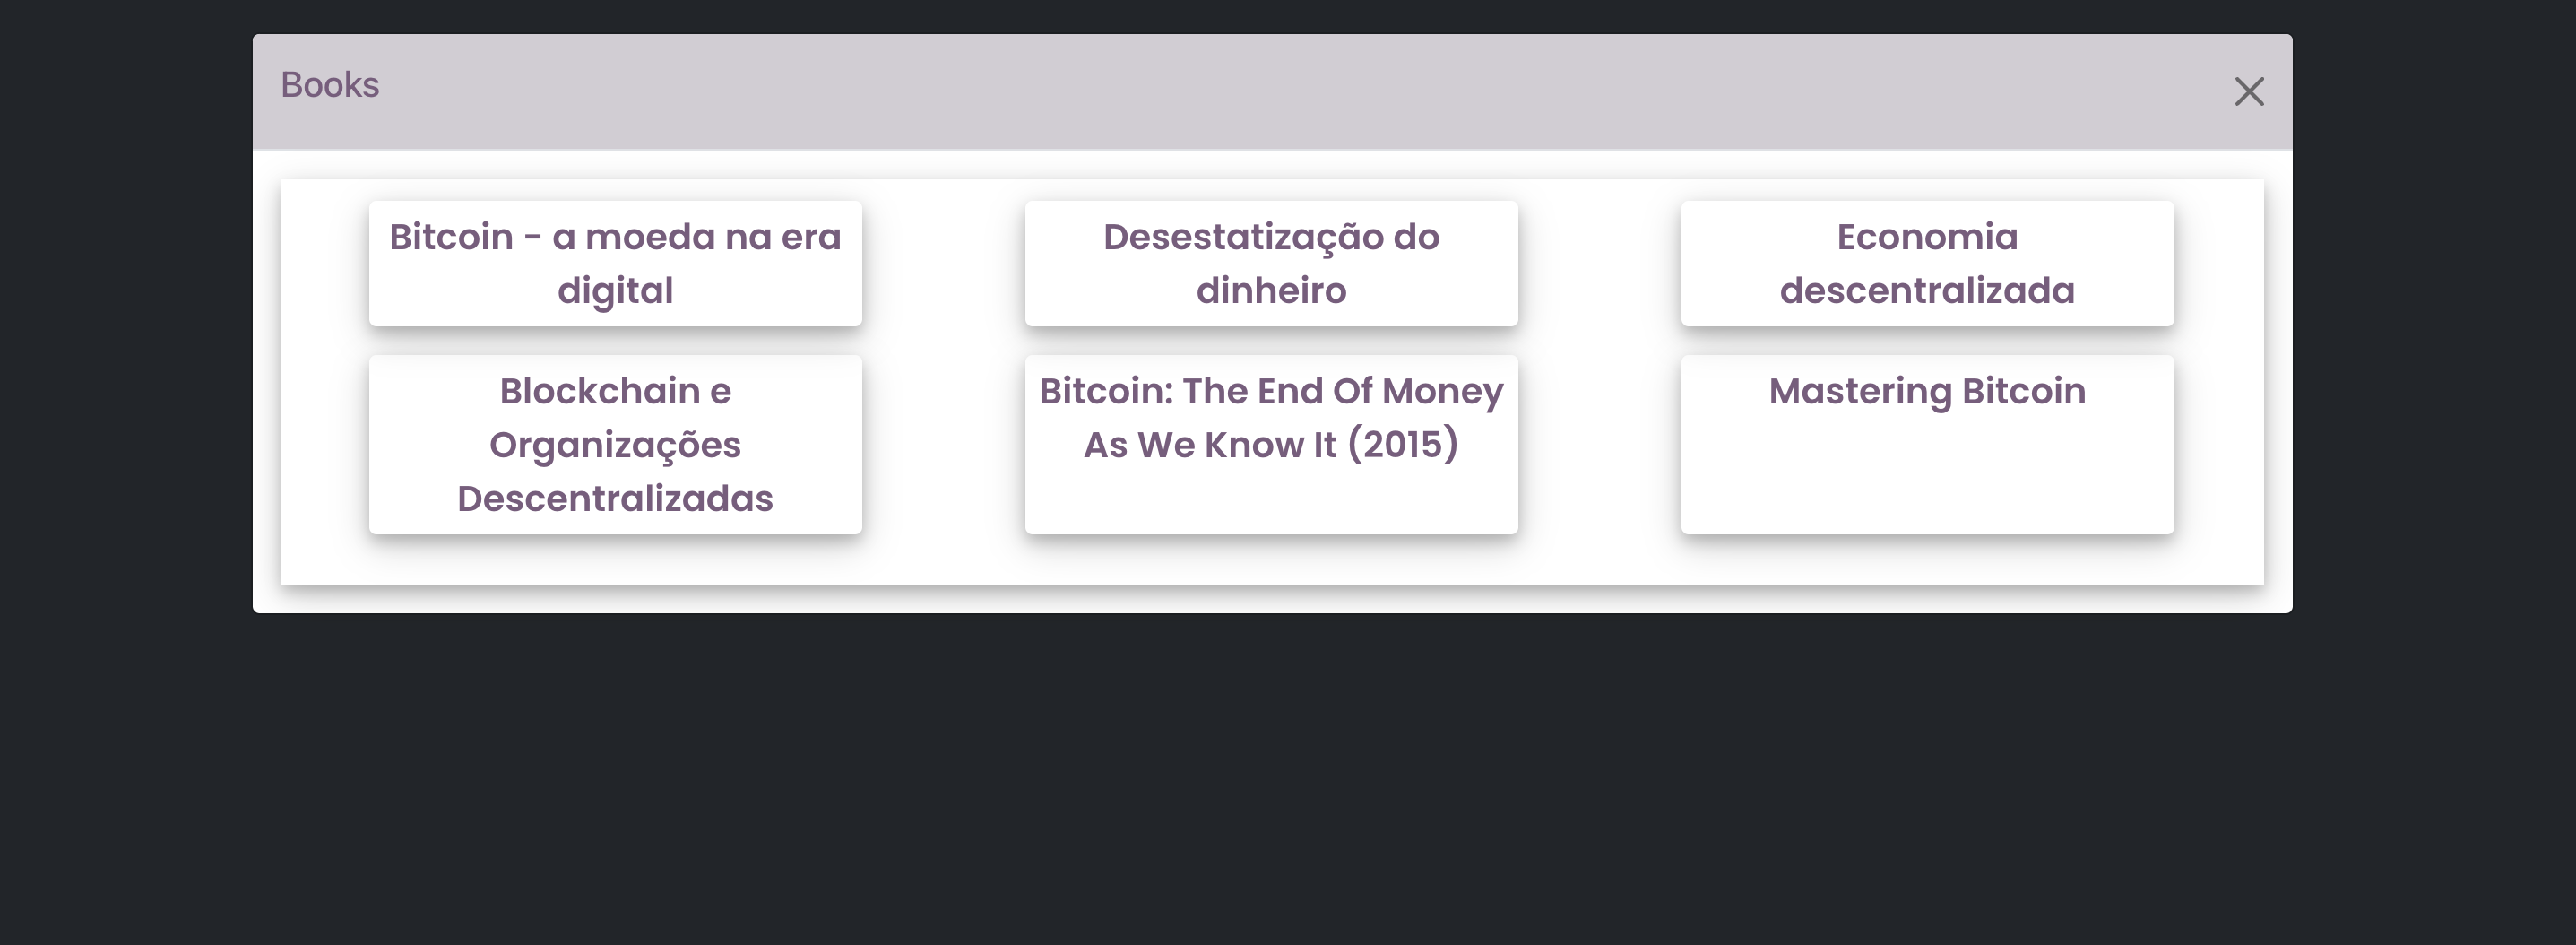 Books
Bitcoin - a moeda na era
digital
Desestatização do
dinheiro
Economia
descentralizada
Blockchain e
Organizações
Descentralizadas
Bitcoin: The End Of Money
As We Know It (2015)
Mastering Bitcoin